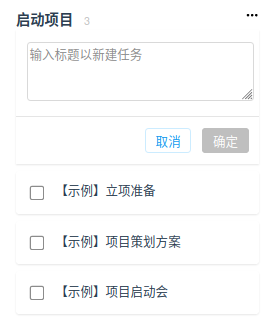 启动项目 3
输入标题以新建任务
取消 确定
【示例】立项准备
【示例】项目策划方案
【示例】项目启动会